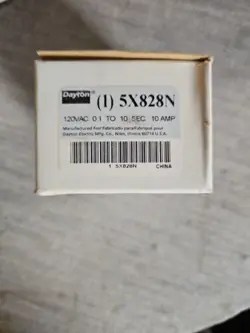 Dayton
(1) 5X828N
120VAC 0.1 TO 10 SEC. 10 AMP
Manufactured For/Fabricado para/Fabriqué pour
Dayton Electric Mfg. Co., Niles, Illinois 60714 U.S.A.
1 5X828N CHINA